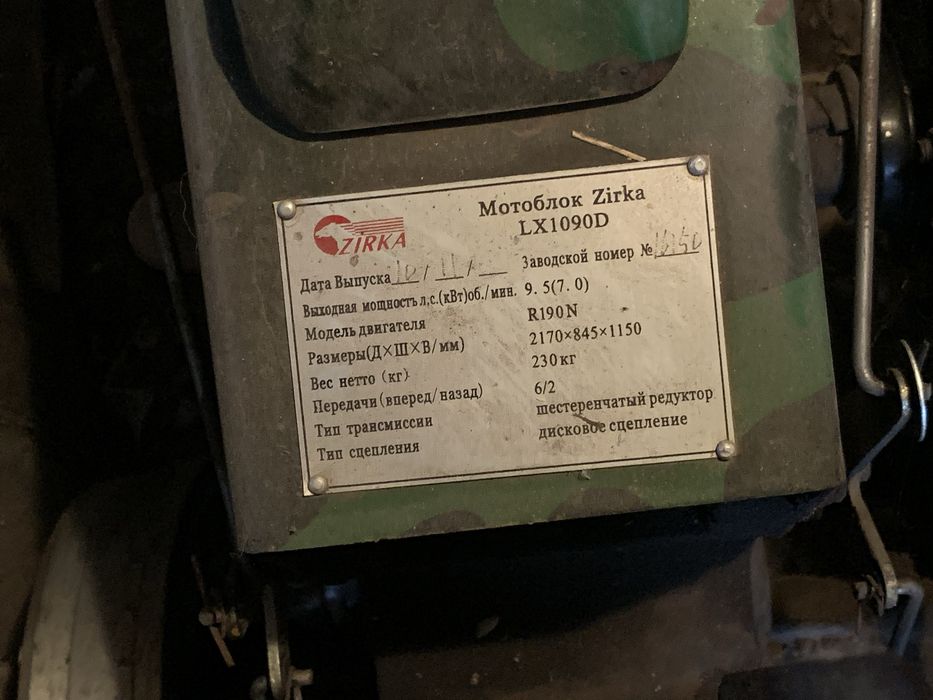 ZIRKA
Мотоблок Zirka
LX1090D
Дата Выпуска Заводской номер №
Выходная мощность л,с.(кВт)об./мин. 9.5(7.0)
Модель двигателя R190N
Размеры(Д×Ш×В/мм) 2170×845×1150
Вес нетто (кг) 230кг
Передачи(вперед/назад) 6/2
Тип трансмиссии шестеренчатый редуктор
Тип сцепления дисковое сцепление